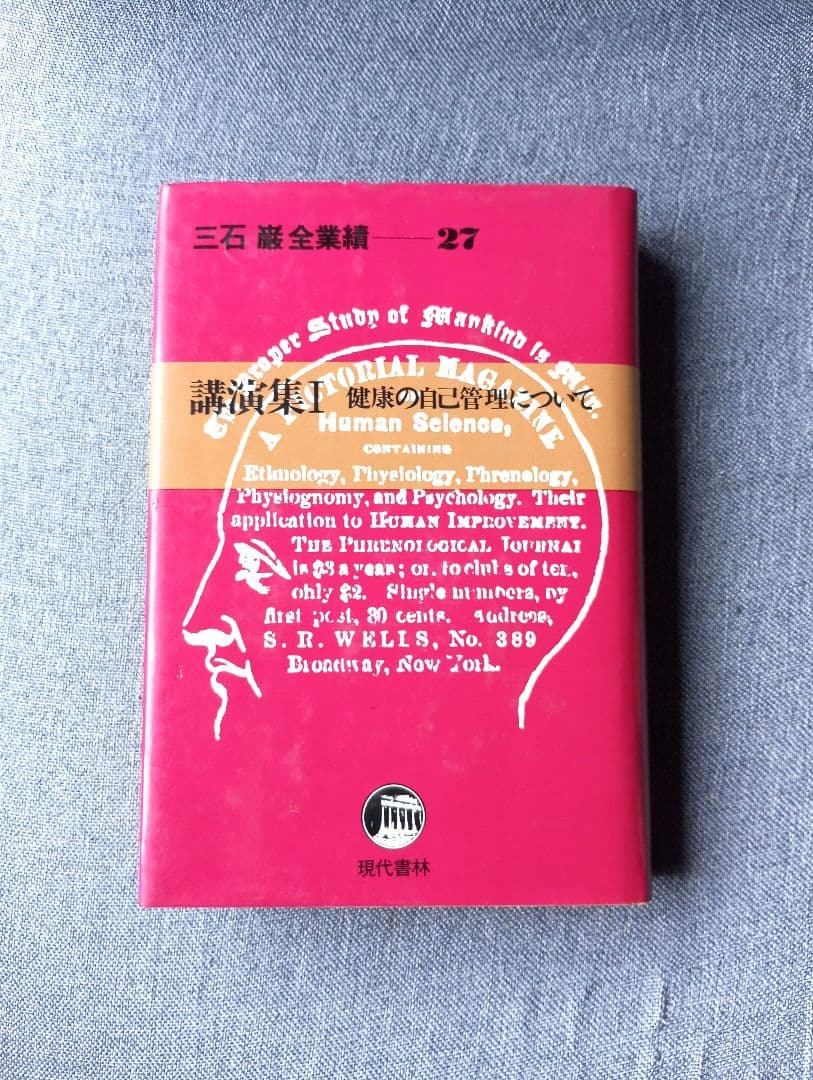 三石 巌 全業績——27
The Proper Study of Mankind is Man.
A PICTORIAL MAGAZINE
講演集I 健康の自己管理について
Human Science,
CONTAINING
Ethnology, Physiology, Phrenology,
Physiognomy, and Psychology. Their
application to HUMAN IMPROVEMENT.
THE PHRENOLOGICAL JOURNAL
is $3 a year; or, to clubs of ten,
only $2. Single numbers, by
first post, 30 cents. Address,
S. R. WELLS, No. 389
Broadway, New York.
現代書林